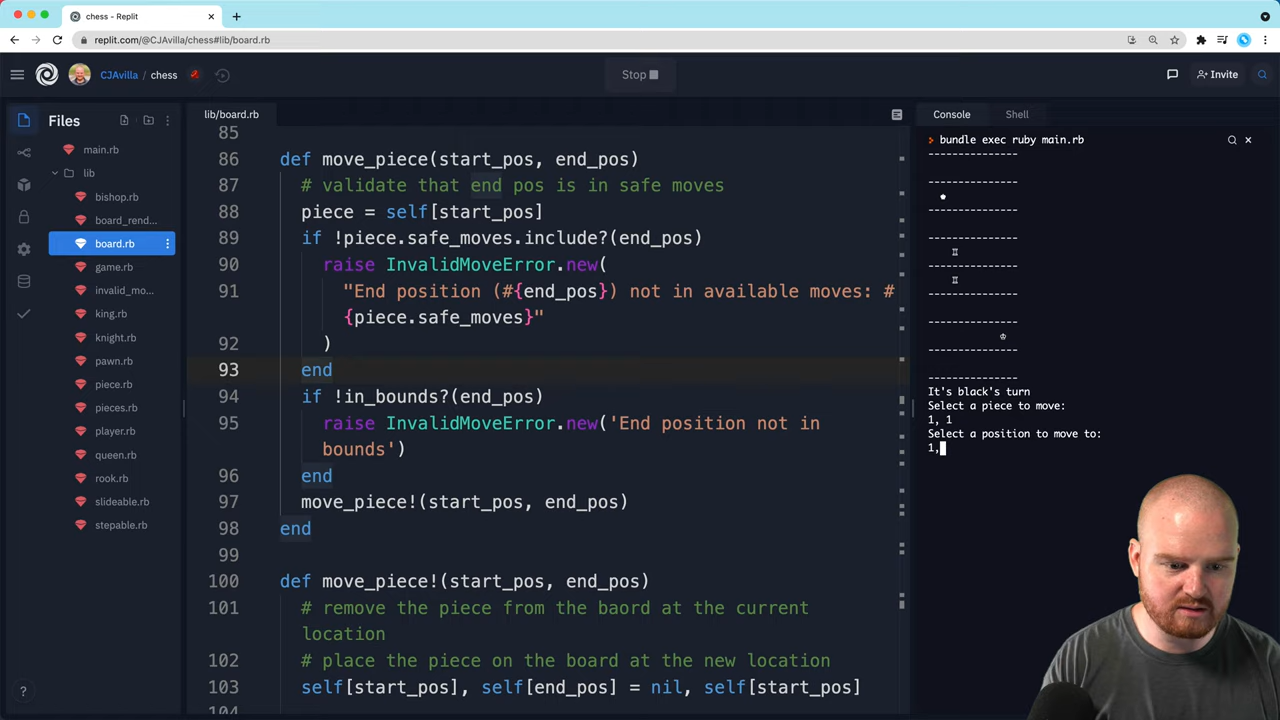 chess - Replit
replit.com/@CJAvilla/chess#lib/board.rb
CJAvilla / chess
Stop
Invite
Files
main.rb
lib
bishop.rb
board_rend...
board.rb
game.rb
invalid_mo...
king.rb
knight.rb
pawn.rb
piece.rb
pieces.rb
player.rb
queen.rb
rook.rb
slideable.rb
stepable.rb
?
lib/board.rb
85
86 def move_piece(start_pos, end_pos)
87 # validate that end pos is in safe moves
88 piece = self[start_pos]
89 if !piece.safe_moves.include?(end_pos)
90 raise InvalidMoveError.new(
91 "End position (#{end_pos}) not in available moves: #
{piece.safe_moves}"
92 )
93 end
94 if !in_bounds?(end_pos)
95 raise InvalidMoveError.new('End position not in
bounds')
96 end
97 move_piece!(start_pos, end_pos)
98 end
99
100 def move_piece!(start_pos, end_pos)
101 # remove the piece from the baord at the current
location
102 # place the piece on the board at the new location
103 self[start_pos], self[end_pos] = nil, self[start_pos]
104
Console Shell
> bundle exec ruby main.rb
---------------
---------------
♟
---------------
---------------
♖
---------------
♖
---------------
---------------
♔
---------------
---------------
It's black's turn
Select a piece to move:
1, 1
Select a position to move to:
1,